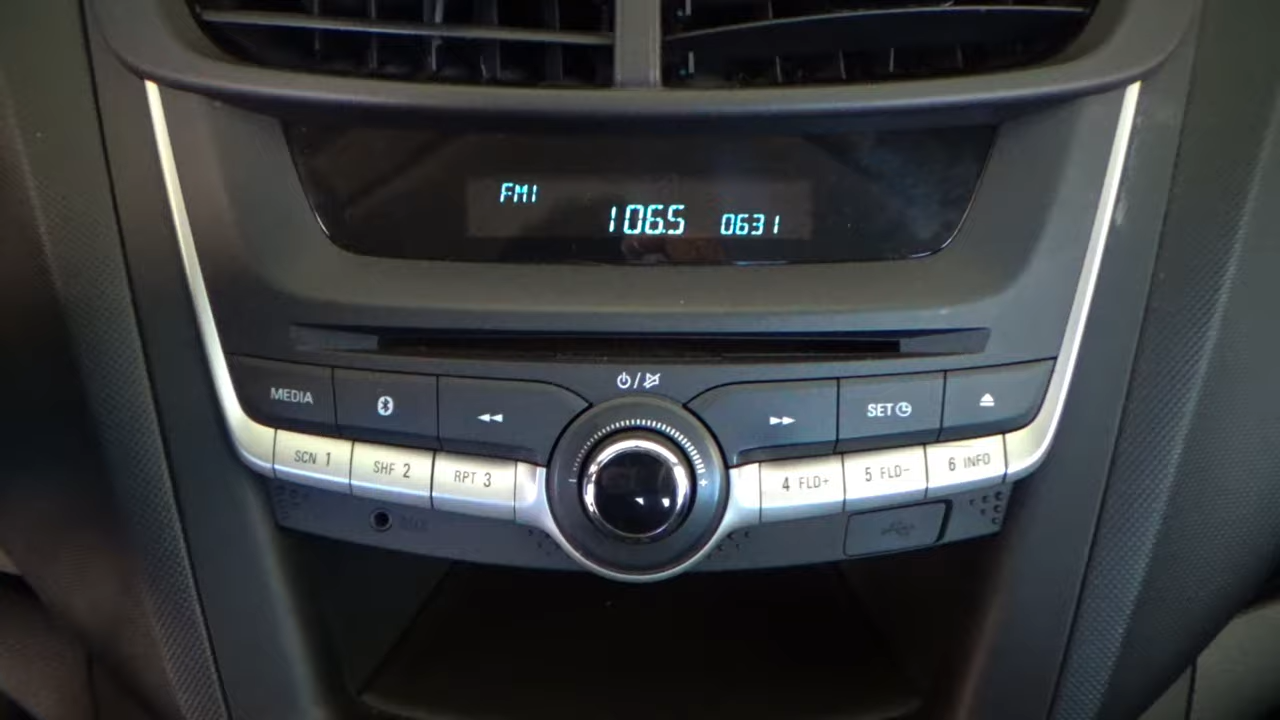 FM1
106.5 0631
MEDIA
SET
SCN 1
SHF 2
RPT 3
4 FLD+
5 FLD-
6 INFO